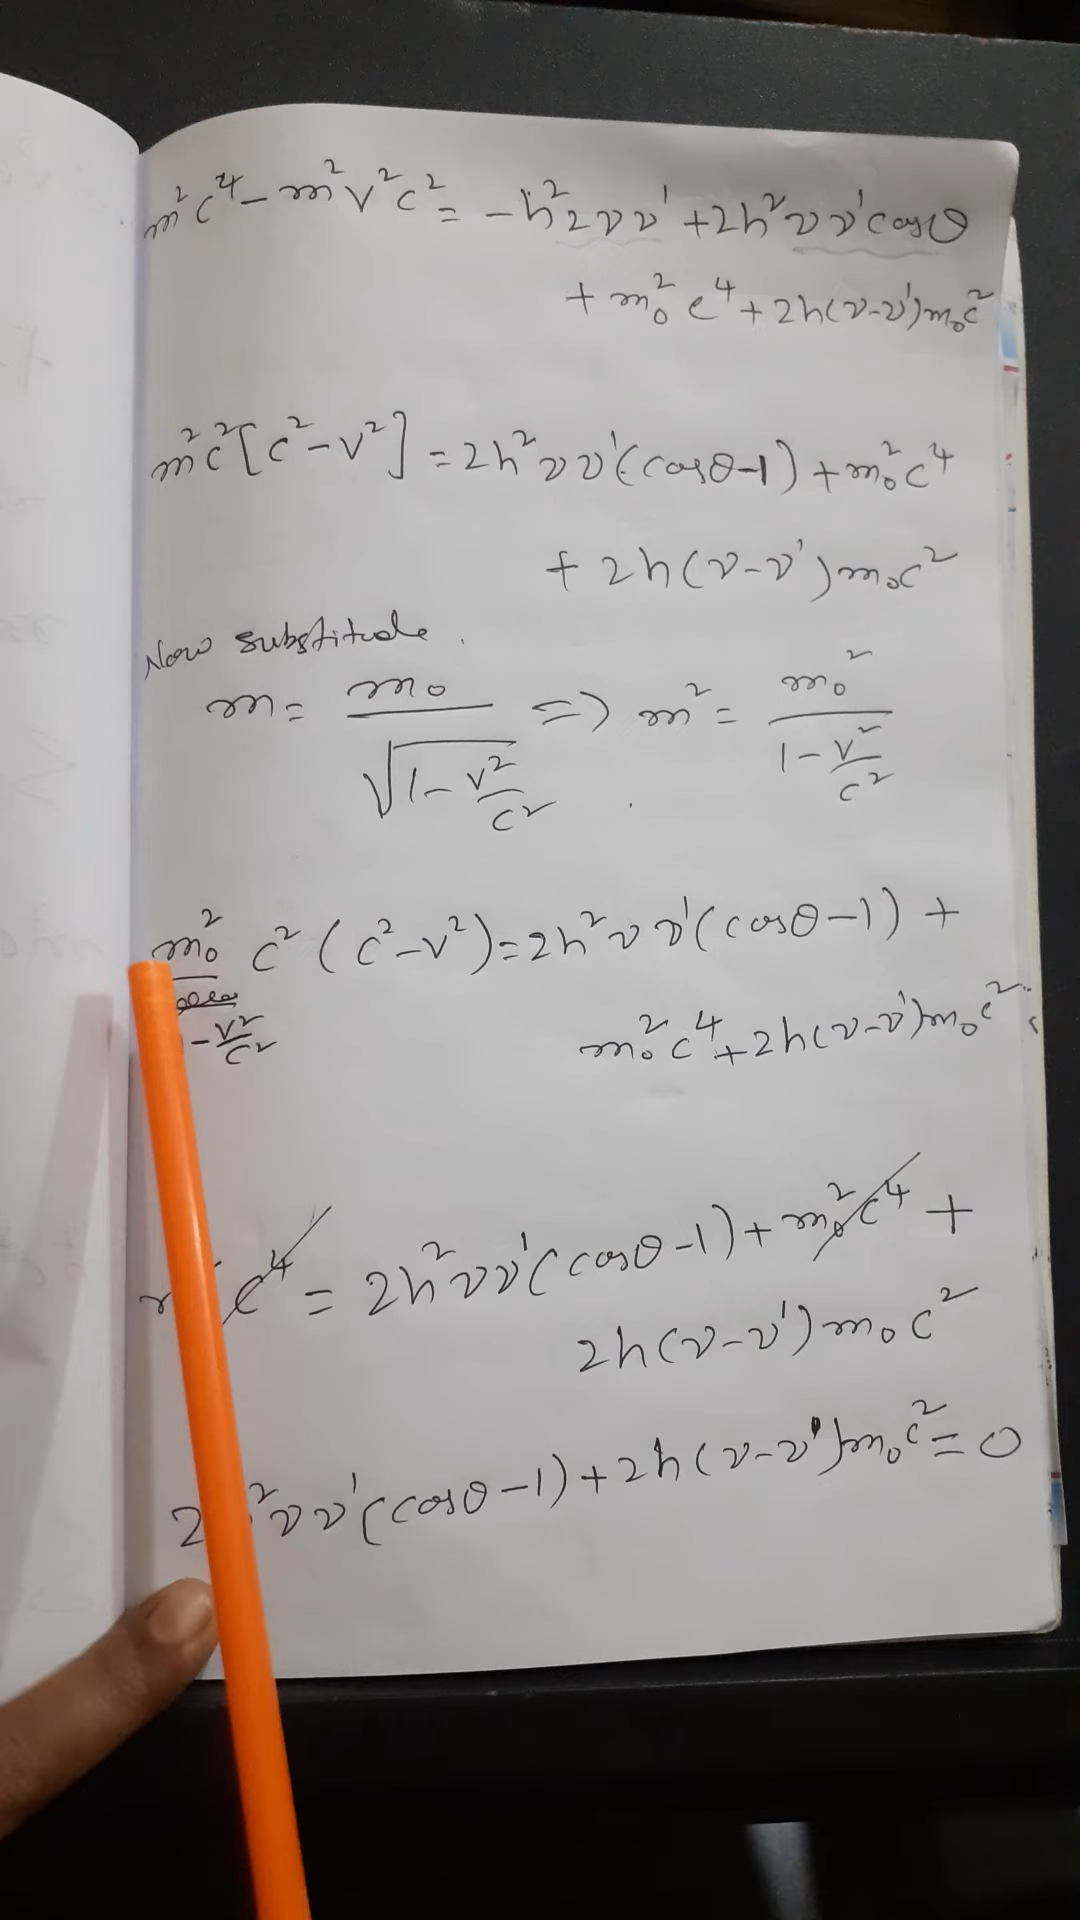 m²c⁴ - m²v²c² = -h²2νν' + 2h²νν'cosθ
+ m₀²c⁴ + 2h(ν-ν')m₀c²
m²c²[c²-v²] = 2h²νν'(cosθ-1) + m₀²c⁴
+ 2h(ν-ν')m₀c²
Now substitude.
m = m₀/√(1-v²/c²) => m² = m₀²/(1-v²/c²)
m₀²/( -v²/c²) c²(c²-v²) = 2h²νν'(cosθ-1) +
m₀²c⁴ + 2h(ν-ν')m₀c²
c⁴ = 2h²νν'(cosθ-1) + m₀²c⁴ +
2h(ν-ν')m₀c²
2 ²νν'(cosθ-1) + 2h(ν-ν')m₀c² = 0